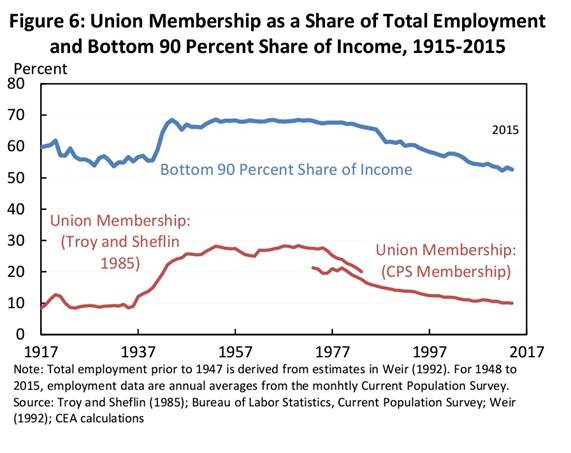 Figure 6: Union Membership as a Share of Total Employment
and Bottom 90 Percent Share of Income, 1915-2015
Percent
80
70
60
50
40
30
20
10
0
2015
Bottom 90 Percent Share of Income
Union Membership:
(Troy and Sheflin
1985)
Union Membership:
(CPS Membership)
1917 1937 1957 1977 1997 2017
Note: Total employment prior to 1947 is derived from estimates in Weir (1992). For 1948 to
2015, employment data are annual averages from the monhtly Current Population Survey.
Source: Troy and Sheflin (1985); Bureau of Labor Statistics, Current Population Survey; Weir
(1992); CEA calculations